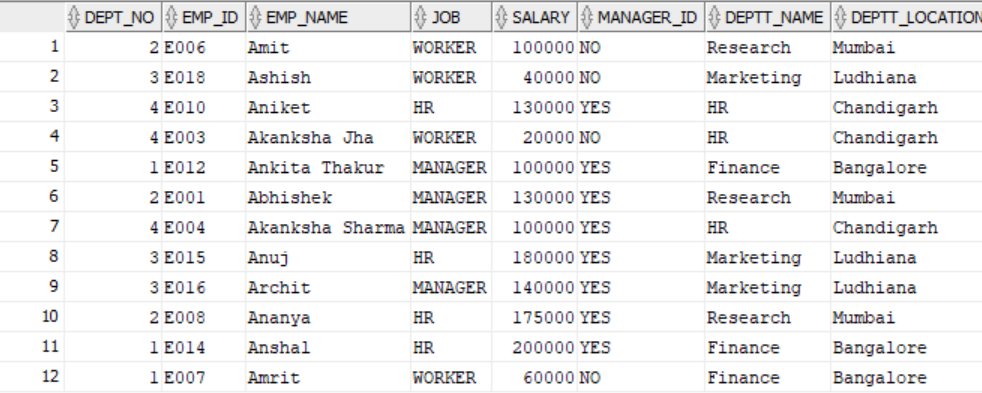 DEPT_NO EMP_ID EMP_NAME JOB SALARY MANAGER_ID DEPTT_NAME DEPTT_LOCATION
1 2 E006 Amit WORKER 100000 NO Research Mumbai
2 3 E018 Ashish WORKER 40000 NO Marketing Ludhiana
3 4 E010 Aniket HR 130000 YES HR Chandigarh
4 4 E003 Akanksha Jha WORKER 20000 NO HR Chandigarh
5 1 E012 Ankita Thakur MANAGER 100000 YES Finance Bangalore
6 2 E001 Abhishek MANAGER 130000 YES Research Mumbai
7 4 E004 Akanksha Sharma MANAGER 100000 YES HR Chandigarh
8 3 E015 Anuj HR 180000 YES Marketing Ludhiana
9 3 E016 Archit MANAGER 140000 YES Marketing Ludhiana
10 2 E008 Ananya HR 175000 YES Research Mumbai
11 1 E014 Anshal HR 200000 YES Finance Bangalore
12 1 E007 Amrit WORKER 60000 NO Finance Bangalore